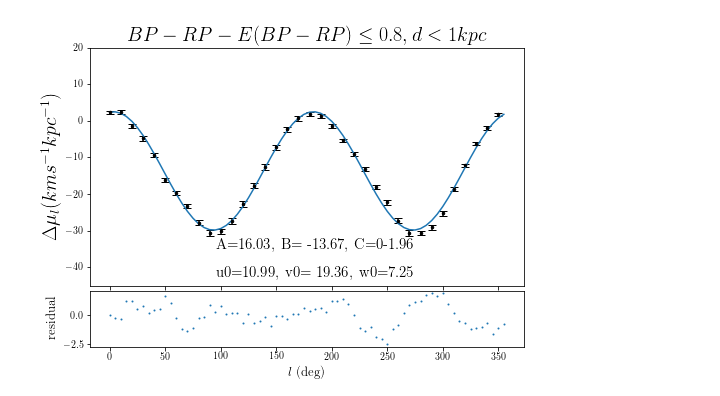 BP − RP − E(BP − RP) ≤ 0.8, d < 1kpc
20
10
0
−10
−20
−30
−40
Δμ_l(kms^{−1}kpc^{−1})
A=16.03, B= -13.67, C=0-1.96
u0=10.99, v0= 19.36, w0=7.25
0.0
−2.5
residual
0 50 100 150 200 250 300 350
l (deg)